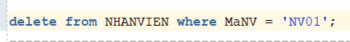 delete from NHANVIEN where MaNV = 'NV01';